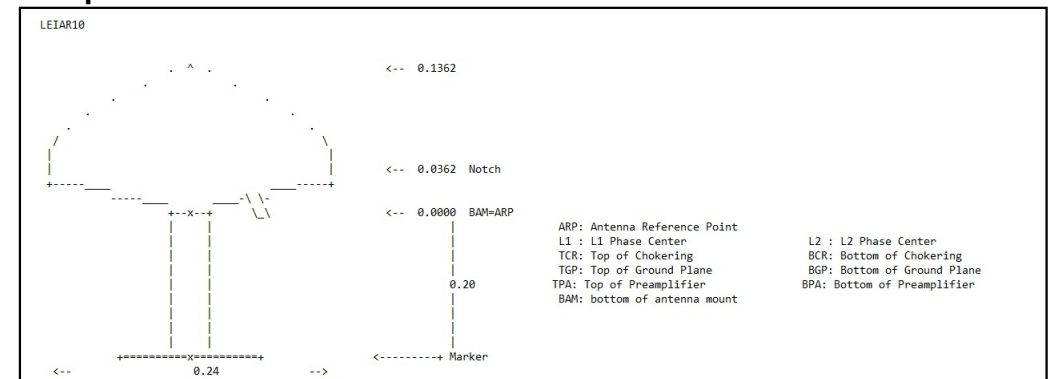 LEIAR10
<-- 0.1362
<-- 0.0362 Notch
<-- 0.0000 BAM=ARP
ARP: Antenna Reference Point
L1 : L1 Phase Center L2 : L2 Phase Center
TCR: Top of Chokering BCR: Bottom of Chokering
TGP: Top of Ground Plane BGP: Bottom of Ground Plane
0.20 TPA: Top of Preamplifier BPA: Bottom of Preamplifier
BAM: bottom of antenna mount
<---------+ Marker
<-- 0.24 -->